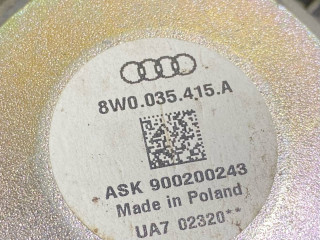 8W0.035.415.A
ASK 900200243
Made in Poland
UA7 02320**